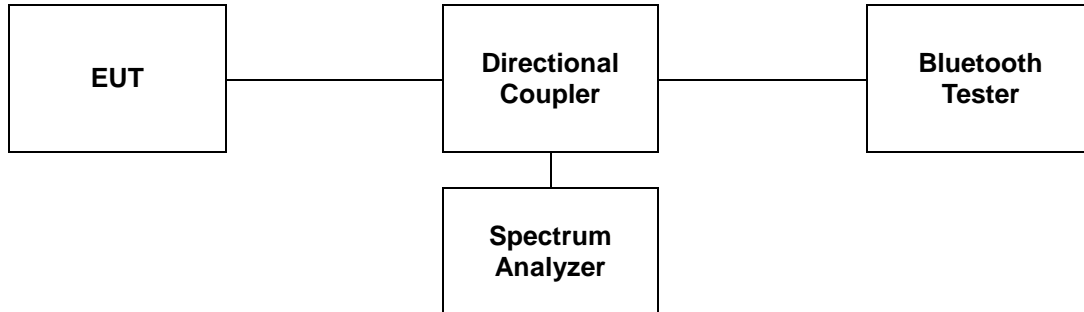 EUT
Directional
Coupler
Bluetooth
Tester
Spectrum
Analyzer